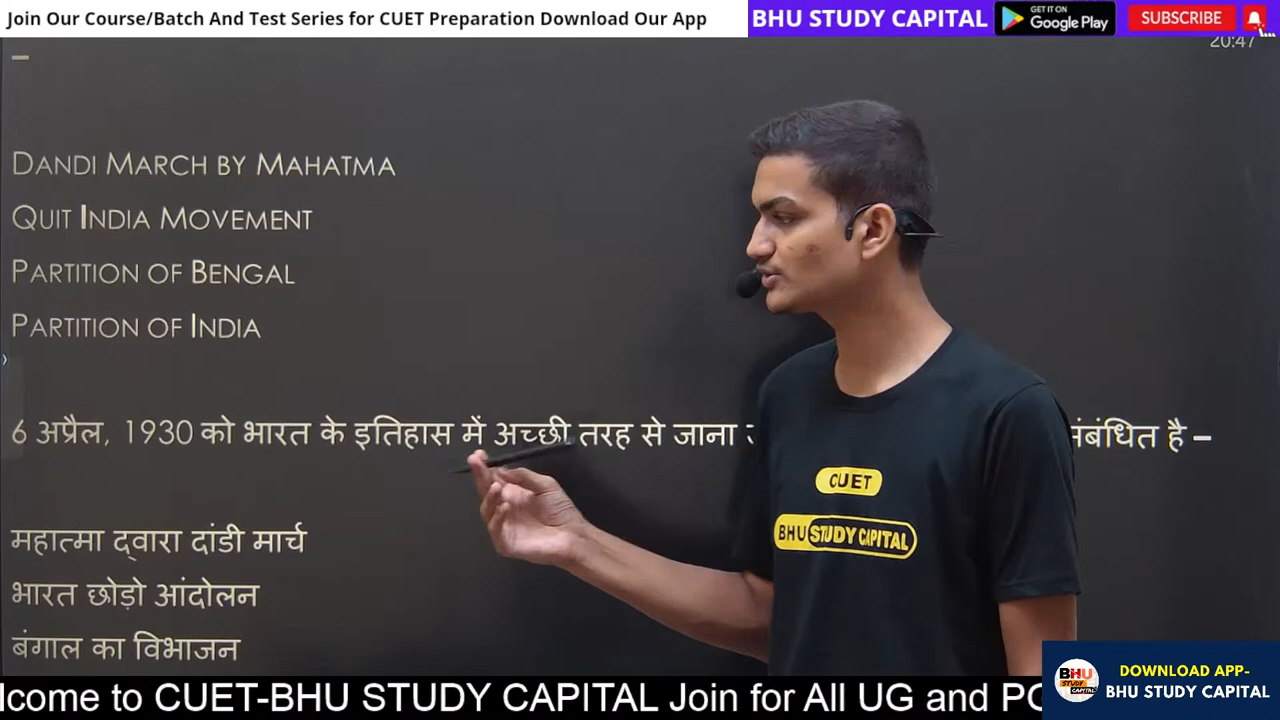 Join Our Course/Batch And Test Series for CUET Preparation Download Our App
BHU STUDY CAPITAL
GET IT ON
Google Play
SUBSCRIBE
20:47
DANDI MARCH BY MAHATMA
QUIT INDIA MOVEMENT
PARTITION OF BENGAL
PARTITION OF INDIA
6 अप्रैल, 1930 को भारत के इतिहास में अच्छी तरह से जाना संबंधित है –
महात्मा द्वारा दांडी मार्च
भारत छोड़ो आंदोलन
बंगाल का विभाजन
CUET
BHU STUDY CAPITAL
BHU
STUDY
CAPITAL
DOWNLOAD APP-
BHU STUDY CAPITAL
lcome to CUET-BHU STUDY CAPITAL Join for All UG and PG